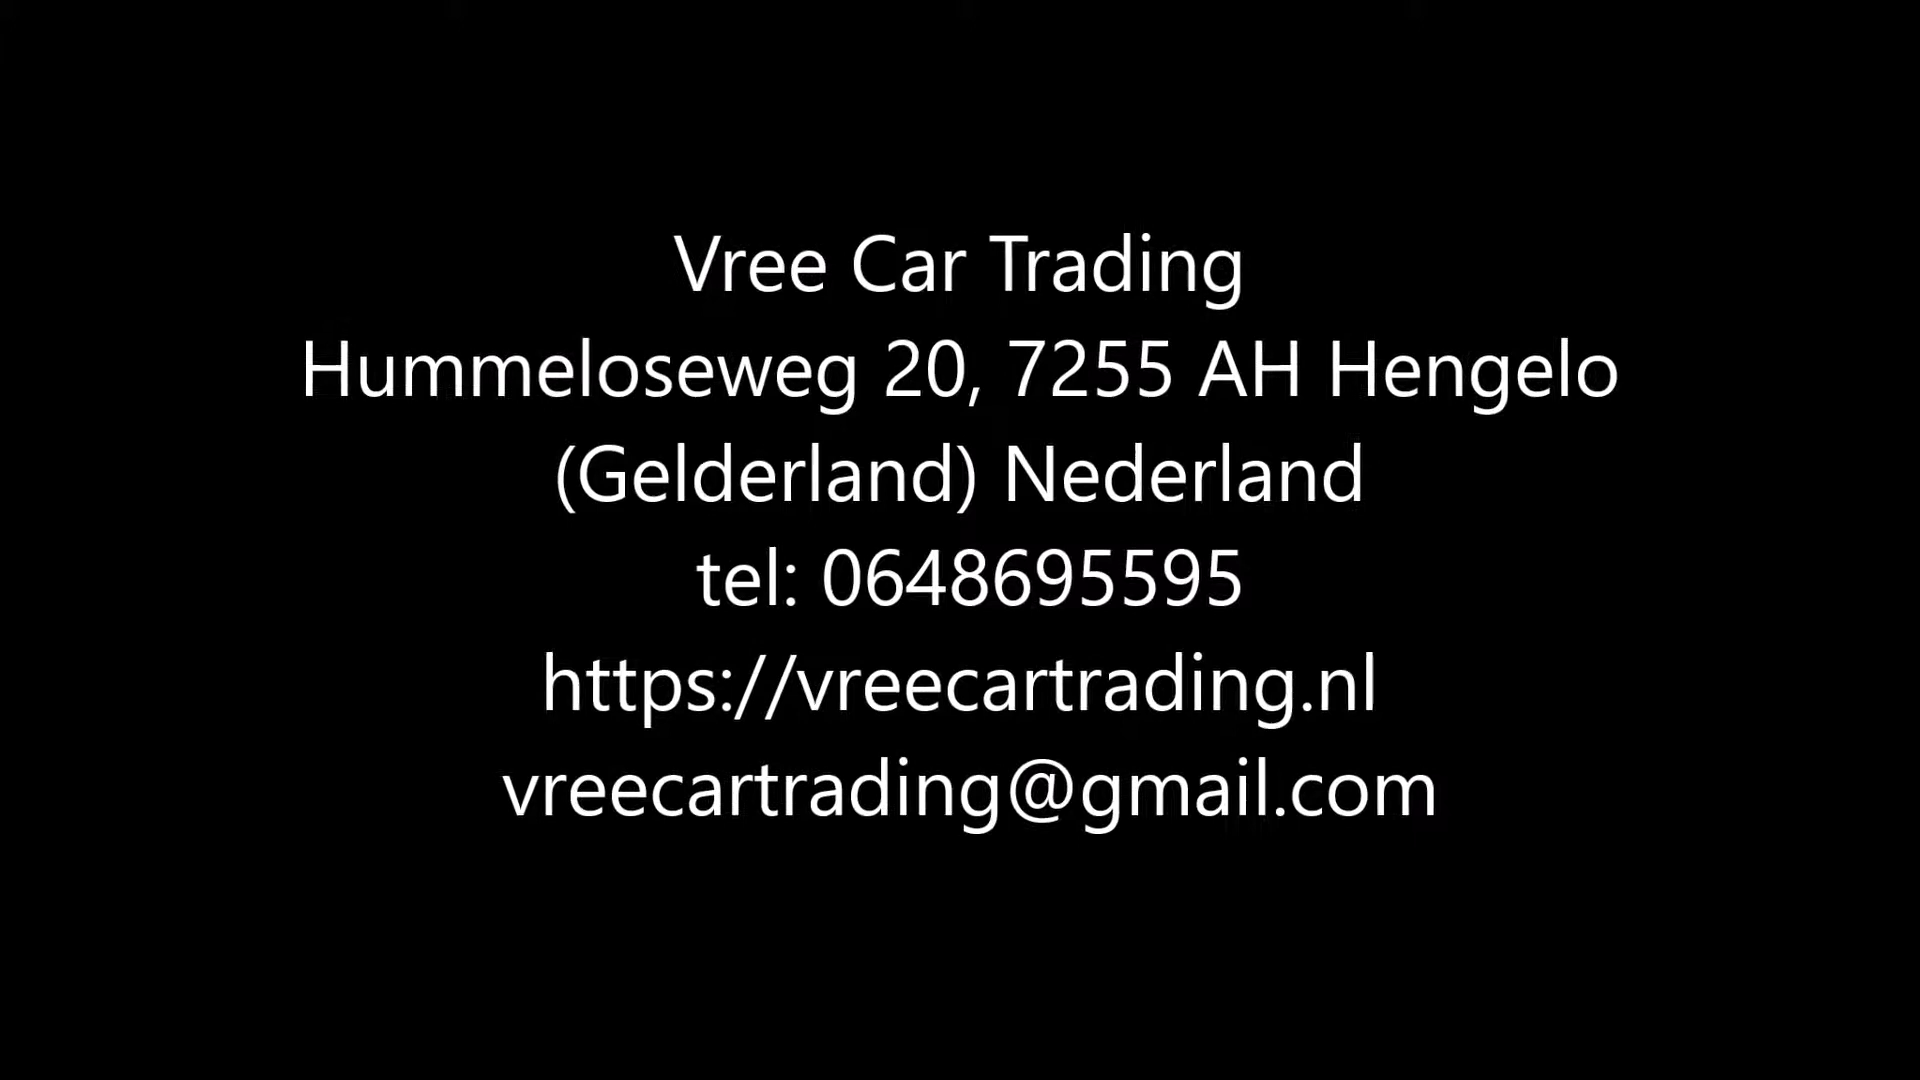 Vree Car Trading
Hummeloseweg 20, 7255 AH Hengelo
(Gelderland) Nederland
tel: 0648695595
https://vreecartrading.nl
vreecartrading@gmail.com